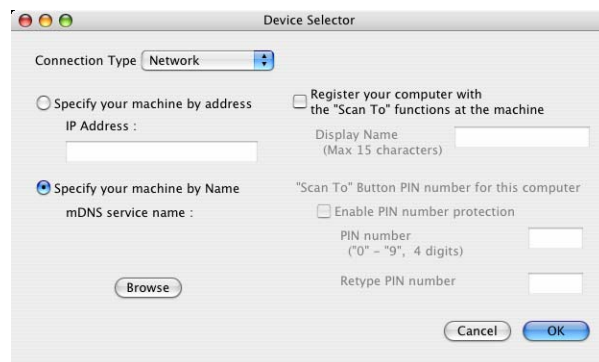 Device Selector
Connection Type Network
Specify your machine by address
IP Address :
Specify your machine by Name
mDNS service name :
Browse
Register your computer with
the "Scan To" functions at the machine
Display Name
(Max 15 characters)
"Scan To" Button PIN number for this computer
Enable PIN number protection
PIN number
("0" - "9", 4 digits)
Retype PIN number
Cancel OK